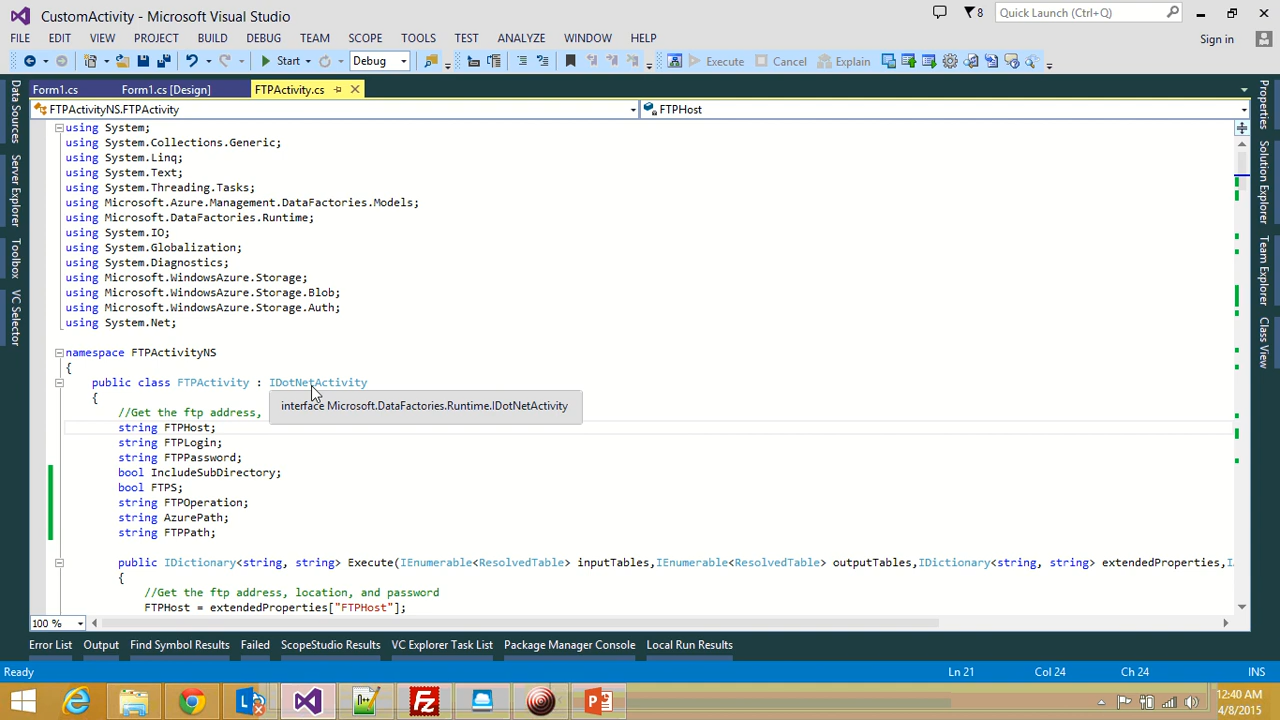 CustomActivity - Microsoft Visual Studio
8
Quick Launch (Ctrl+Q)
FILE EDIT VIEW PROJECT BUILD DEBUG TEAM SCOPE TOOLS TEST ANALYZE WINDOW HELP
Sign in
Start Debug Execute Cancel Explain
Form1.cs Form1.cs [Design] FTPActivity.cs
FTPActivityNS.FTPActivity FTPHost
Data Sources
Server Explorer
Toolbox
VC Selector
using System;
using System.Collections.Generic;
using System.Linq;
using System.Text;
using System.Threading.Tasks;
using Microsoft.Azure.Management.DataFactories.Models;
using Microsoft.DataFactories.Runtime;
using System.IO;
using System.Globalization;
using System.Diagnostics;
using Microsoft.WindowsAzure.Storage;
using Microsoft.WindowsAzure.Storage.Blob;
using Microsoft.WindowsAzure.Storage.Auth;
using System.Net;
namespace FTPActivityNS
{
public class FTPActivity : IDotNetActivity
{
interface Microsoft.DataFactories.Runtime.IDotNetActivity
//Get the ftp address,
string FTPHost;
string FTPLogin;
string FTPPassword;
bool IncludeSubDirectory;
bool FTPS;
string FTPOperation;
string AzurePath;
string FTPPath;
public IDictionary<string, string> Execute(IEnumerable<ResolvedTable> inputTables,IEnumerable<ResolvedTable> outputTables,IDictionary<string, string> extendedProperties,I
{
//Get the ftp address, location, and password
FTPHost = extendedProperties["FTPHost"];
Properties
Solution Explorer
Team Explorer
Class View
100 %
Error List Output Find Symbol Results Failed ScopeStudio Results VC Explorer Task List Package Manager Console Local Run Results
Ready Ln 21 Col 24 Ch 24 INS
12:40 AM
4/8/2015